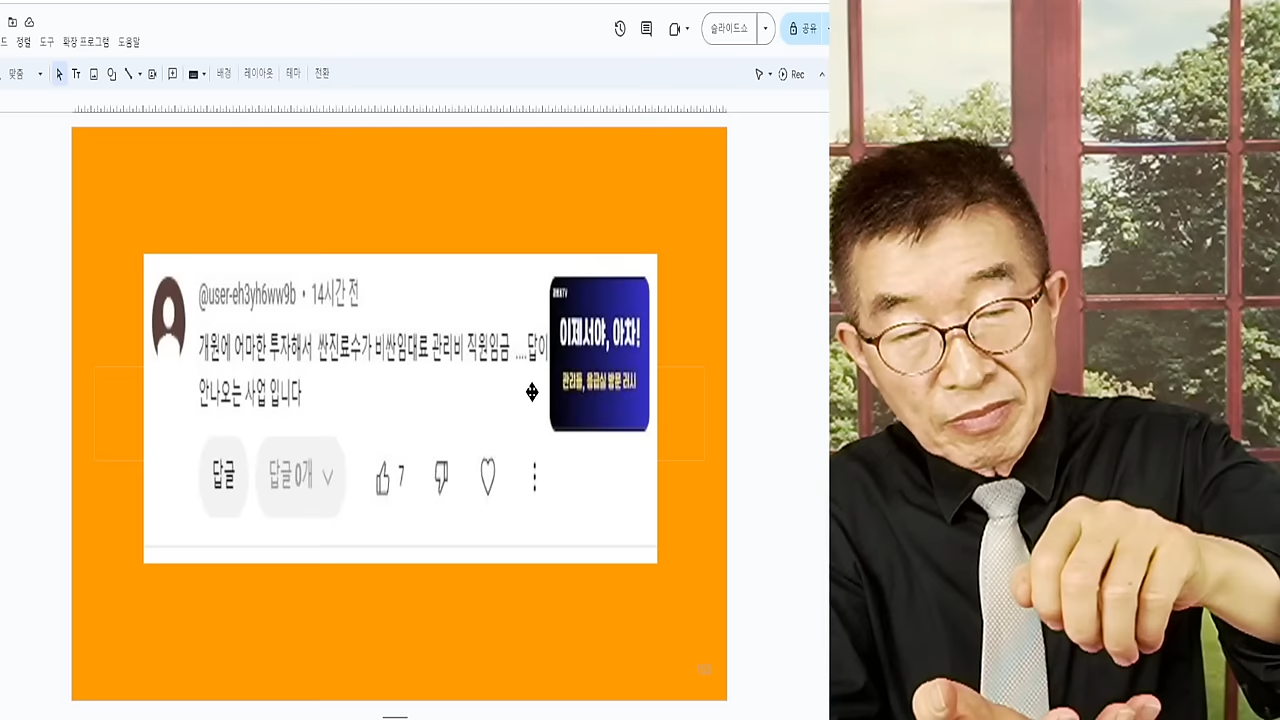 정렬 도구 확장 프로그램 도움말
슬라이드쇼
공유
맞춤
Tr
배경 레이아웃 테마 전환
Rec
@user-eh3yh6ww9b • 14시간 전
개원에 어마한 투자해서 싼진료수가 비싼임대료 관리비 직원임금 ....답이
안나오는 사업 입니다
이제서야, 아차!
관리들, 응급실 방문 러시
답글
답글 0개
7